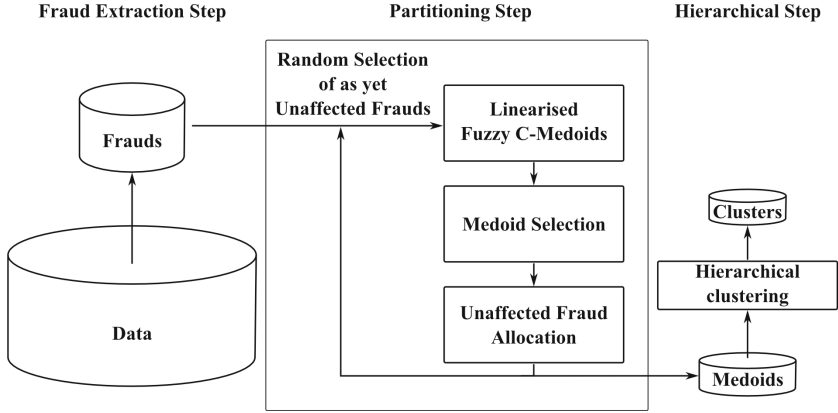 Fraud Extraction Step
Partitioning Step
Hierarchical Step
Random Selection
of as yet
Unaffected Frauds
Frauds
Data
Linearised
Fuzzy C-Medoids
Medoid Selection
Unaffected Fraud
Allocation
Clusters
Hierarchical
clustering
Medoids